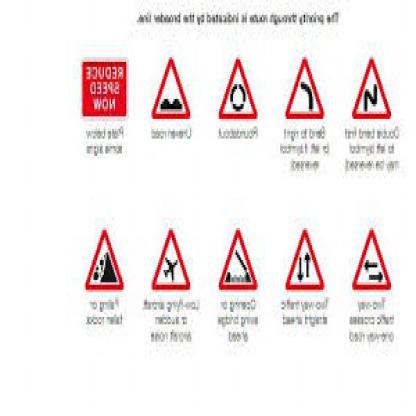 The priority through route is indicated by the broader line.
REDUCE
SPEED
NOW
Double bend first
to left (symbol
may be reversed)
Bend to right
(or left if symbol
reversed)
Roundabout
Uneven road
Plate below
some signs
Two-way
traffic crosses
one-way road
Two-way traffic
straight ahead
Opening or
swing bridge
ahead
Low-flying aircraft
or sudden
aircraft noise
Falling or
fallen rocks